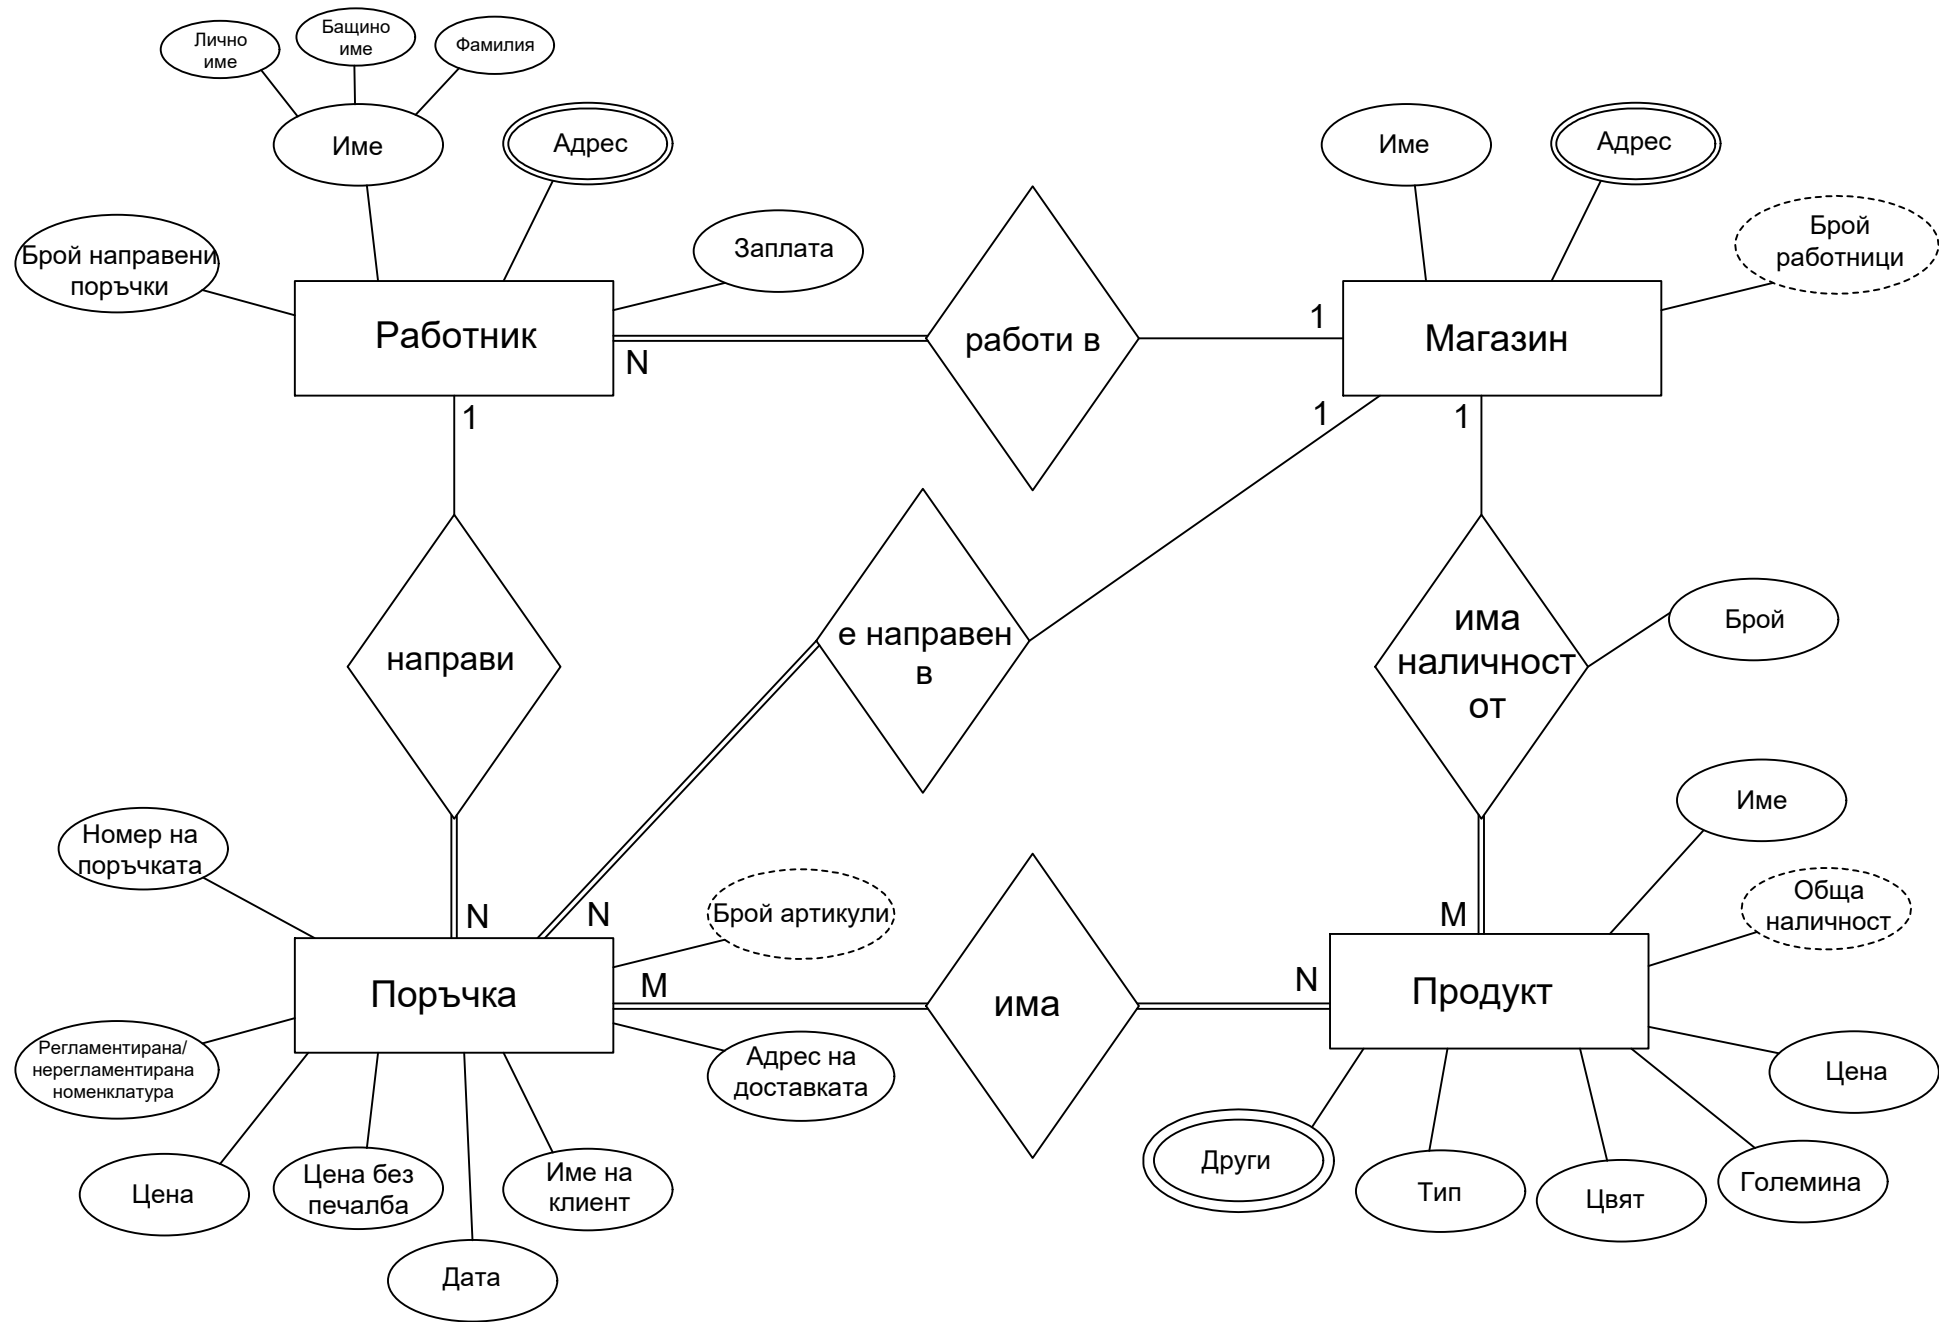 Лично
име
Бащино
име
Фамилия
Име
Адрес
Име
Адрес
Брой направени
поръчки
Заплата
Брой
работници
Работник
N
работи в
1
Магазин
1
1
1
направи
е направен
в
има
наличност
от
Брой
Номер на
поръчката
N
N
Брой артикули
M
Име
Обща
наличност
Поръчка
M
има
N
Продукт
Регламентирана/
нерегламентирана
номенклатура
Адрес на
доставката
Цена
Цена
Цена без
печалба
Име на
клиент
Дата
Други
Тип
Цвят
Големина